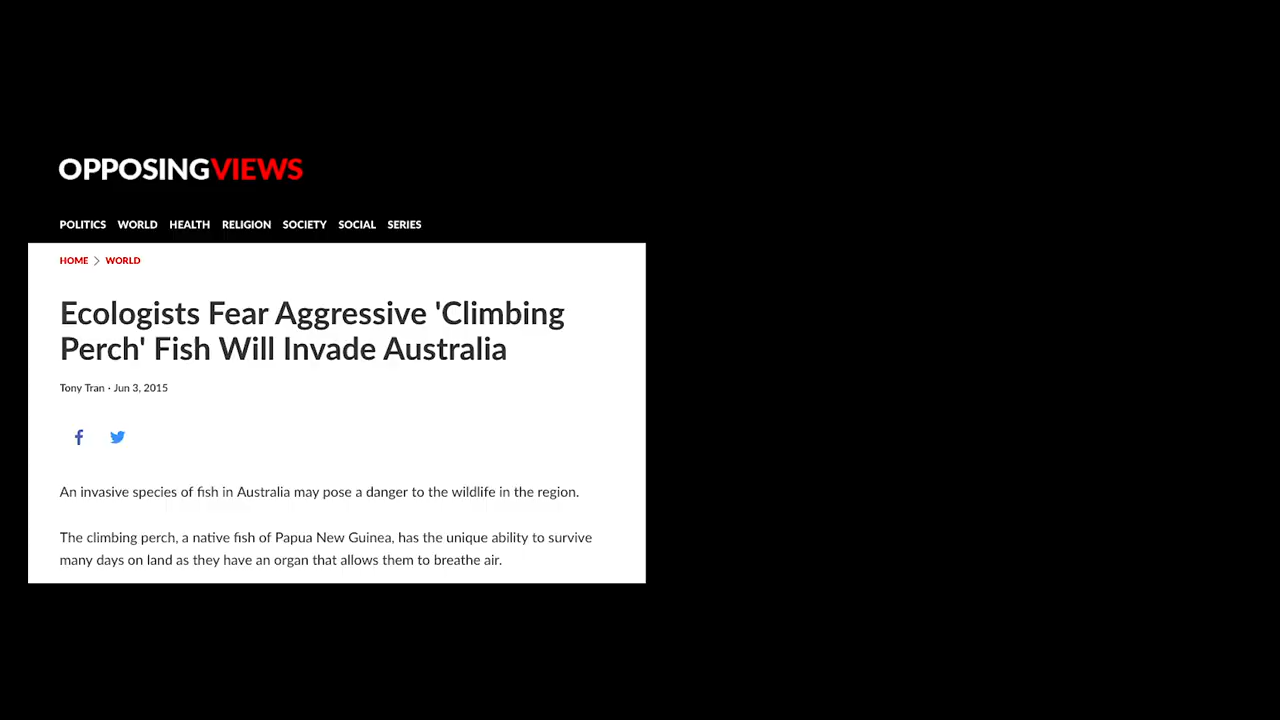 OPPOSINGVIEWS
POLITICS WORLD HEALTH RELIGION SOCIETY SOCIAL SERIES
HOME > WORLD
Ecologists Fear Aggressive 'Climbing
Perch' Fish Will Invade Australia
Tony Tran · Jun 3, 2015
An invasive species of fish in Australia may pose a danger to the wildlife in the region.
The climbing perch, a native fish of Papua New Guinea, has the unique ability to survive
many days on land as they have an organ that allows them to breathe air.